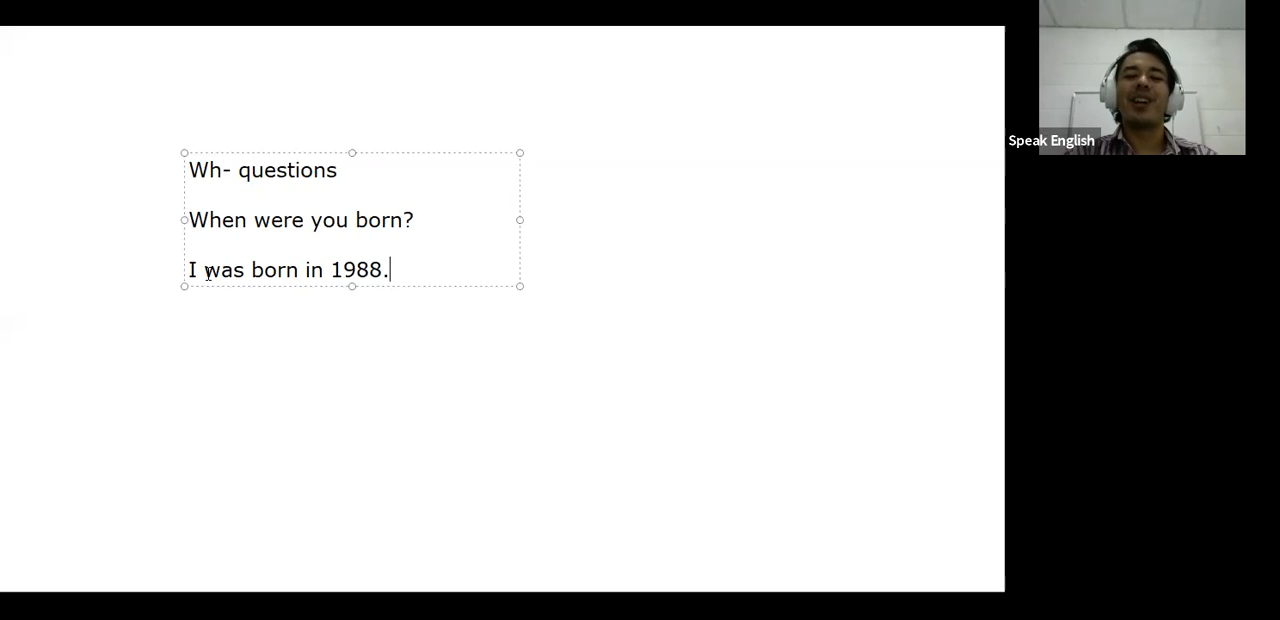 Wh- questions
When were you born?
I was born in 1988.
Speak English